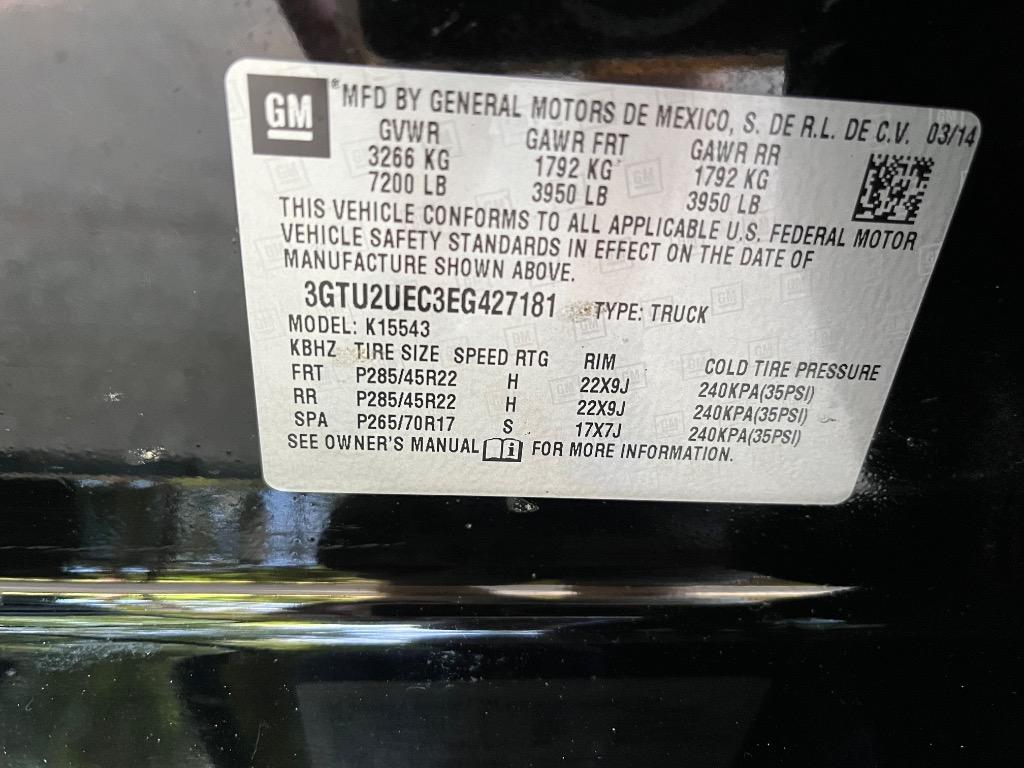 GM
® MFD BY GENERAL MOTORS DE MEXICO, S. DE R.L. DE C.V. 03/14
GVWR GAWR FRT GAWR RR
3266 KG 1792 KG 1792 KG
7200 LB 3950 LB 3950 LB
THIS VEHICLE CONFORMS TO ALL APPLICABLE U.S. FEDERAL MOTOR
VEHICLE SAFETY STANDARDS IN EFFECT ON THE DATE OF
MANUFACTURE SHOWN ABOVE.
3GTU2UEC3EG427181 TYPE: TRUCK
MODEL: K15543
KBHZ TIRE SIZE SPEED RTG RIM COLD TIRE PRESSURE
FRT P285/45R22 H 22X9J 240KPA(35PSI)
RR P285/45R22 H 22X9J 240KPA(35PSI)
SPA P265/70R17 S 17X7J 240KPA(35PSI)
SEE OWNER'S MANUAL i FOR MORE INFORMATION.